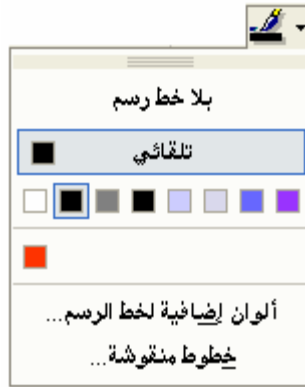 بلا خط رسم
تلقائي
ألوان إضافية لخط الرسم...
خطوط منقوشة...